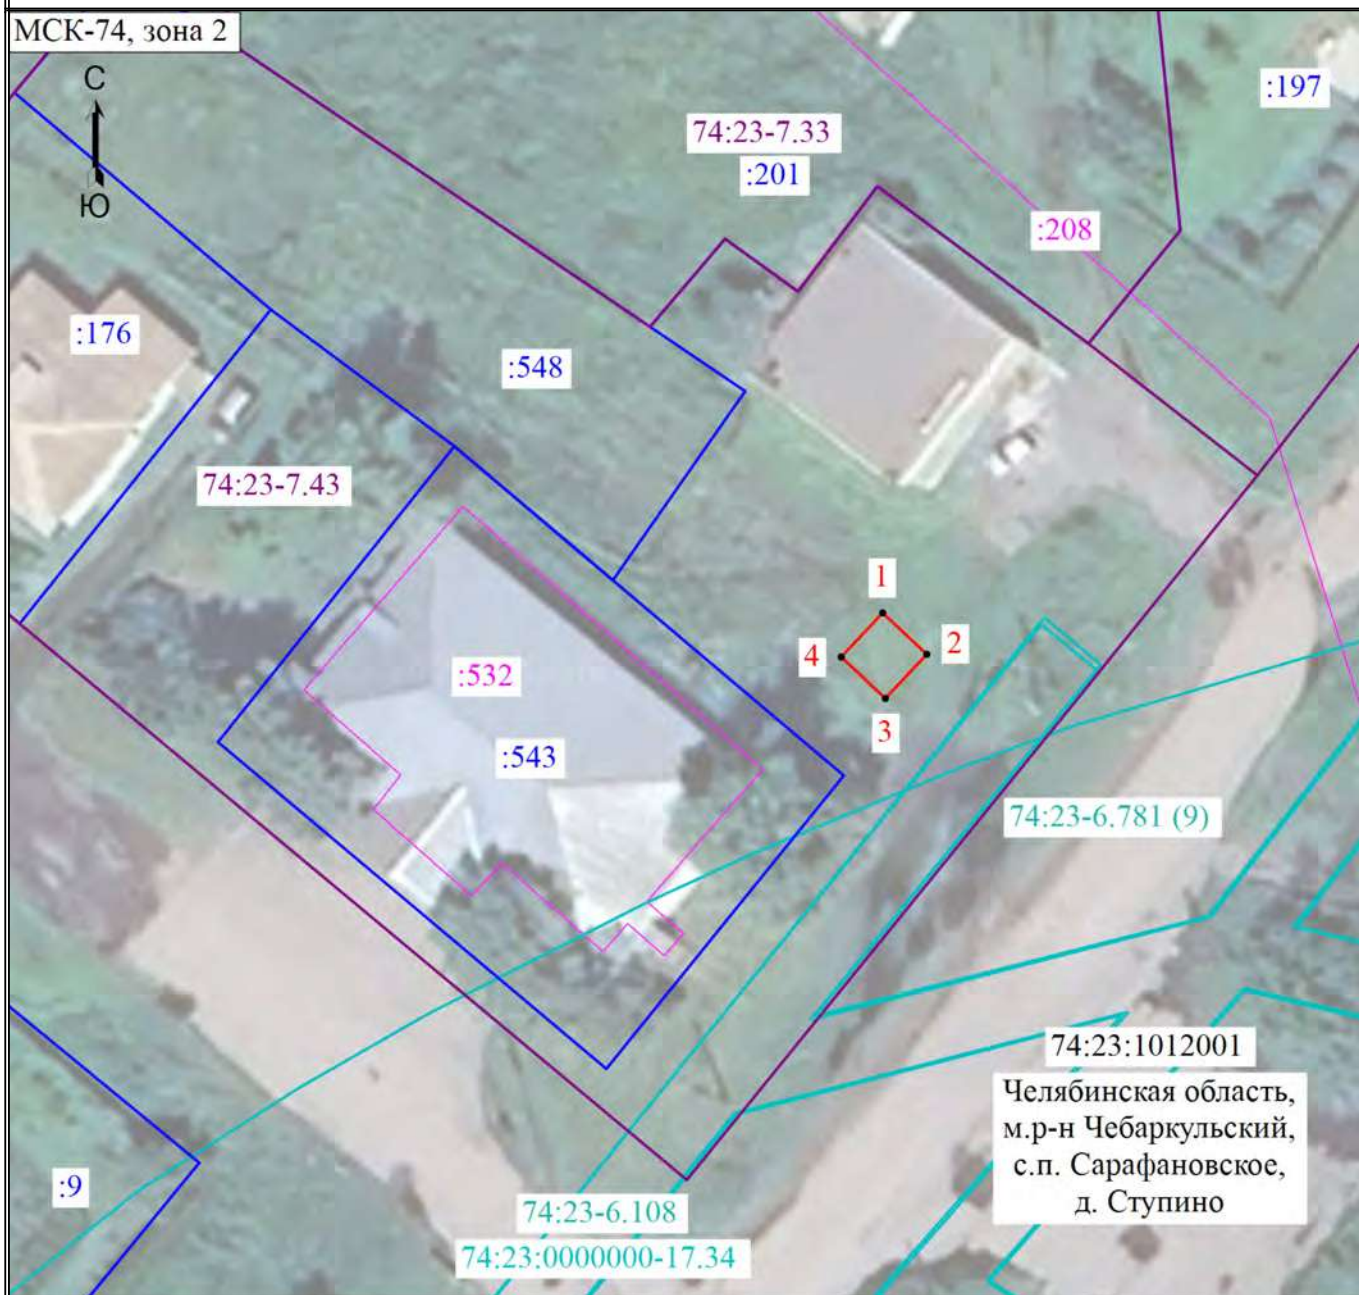 МСК-74, зона 2
С
Ю
:197
74:23-7.33
:201
:208
:176
:548
74:23-7.43
1
2
4
3
:532
:543
74:23-6.781 (9)
74:23:1012001
Челябинская область,
м.р-н Чебаркульский,
с.п. Сарафановское,
д. Ступино
:9
74:23-6.108
74:23:0000000-17.34